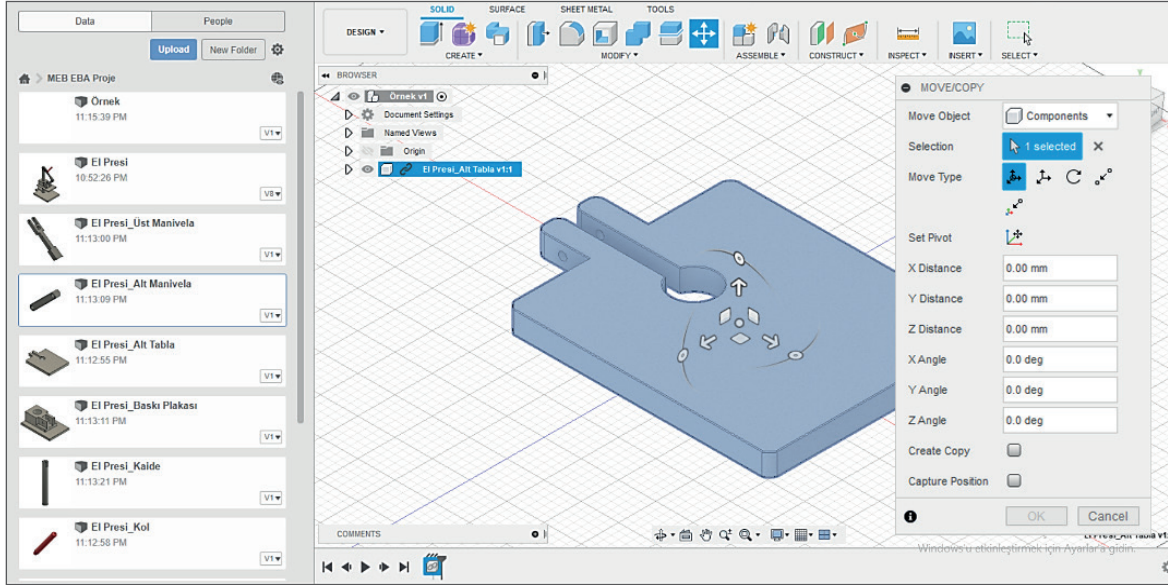 Data People
Upload New Folder
MEB EBA Proje
Örnek
11:15:39 PM
V1
El Presi
10:52:26 PM
V8
El Presi_Üst Manivela
11:13:00 PM
V1
El Presi_Alt Manivela
11:13:09 PM
V1
El Presi_Alt Tabla
11:12:55 PM
V1
El Presi_Baskı Plakası
11:13:11 PM
V1
El Presi_Kaide
11:13:21 PM
V1
El Presi_Kol
11:12:58 PM
V1
SOLID SURFACE SHEET METAL TOOLS
DESIGN
CREATE MODIFY ASSEMBLE CONSTRUCT INSPECT INSERT SELECT
BROWSER
Örnek v1
Document Settings
Named Views
Origin
El Presi_Alt Tabla v1:1
MOVE/COPY
Move Object Components
Selection 1 selected
Move Type
Set Pivot
X Distance 0.00 mm
Y Distance 0.00 mm
Z Distance 0.00 mm
X Angle 0.0 deg
Y Angle 0.0 deg
Z Angle 0.0 deg
Create Copy
Capture Position
OK Cancel
COMMENTS
Windows'u etkinleştirmek için Ayarlar'a gidin.